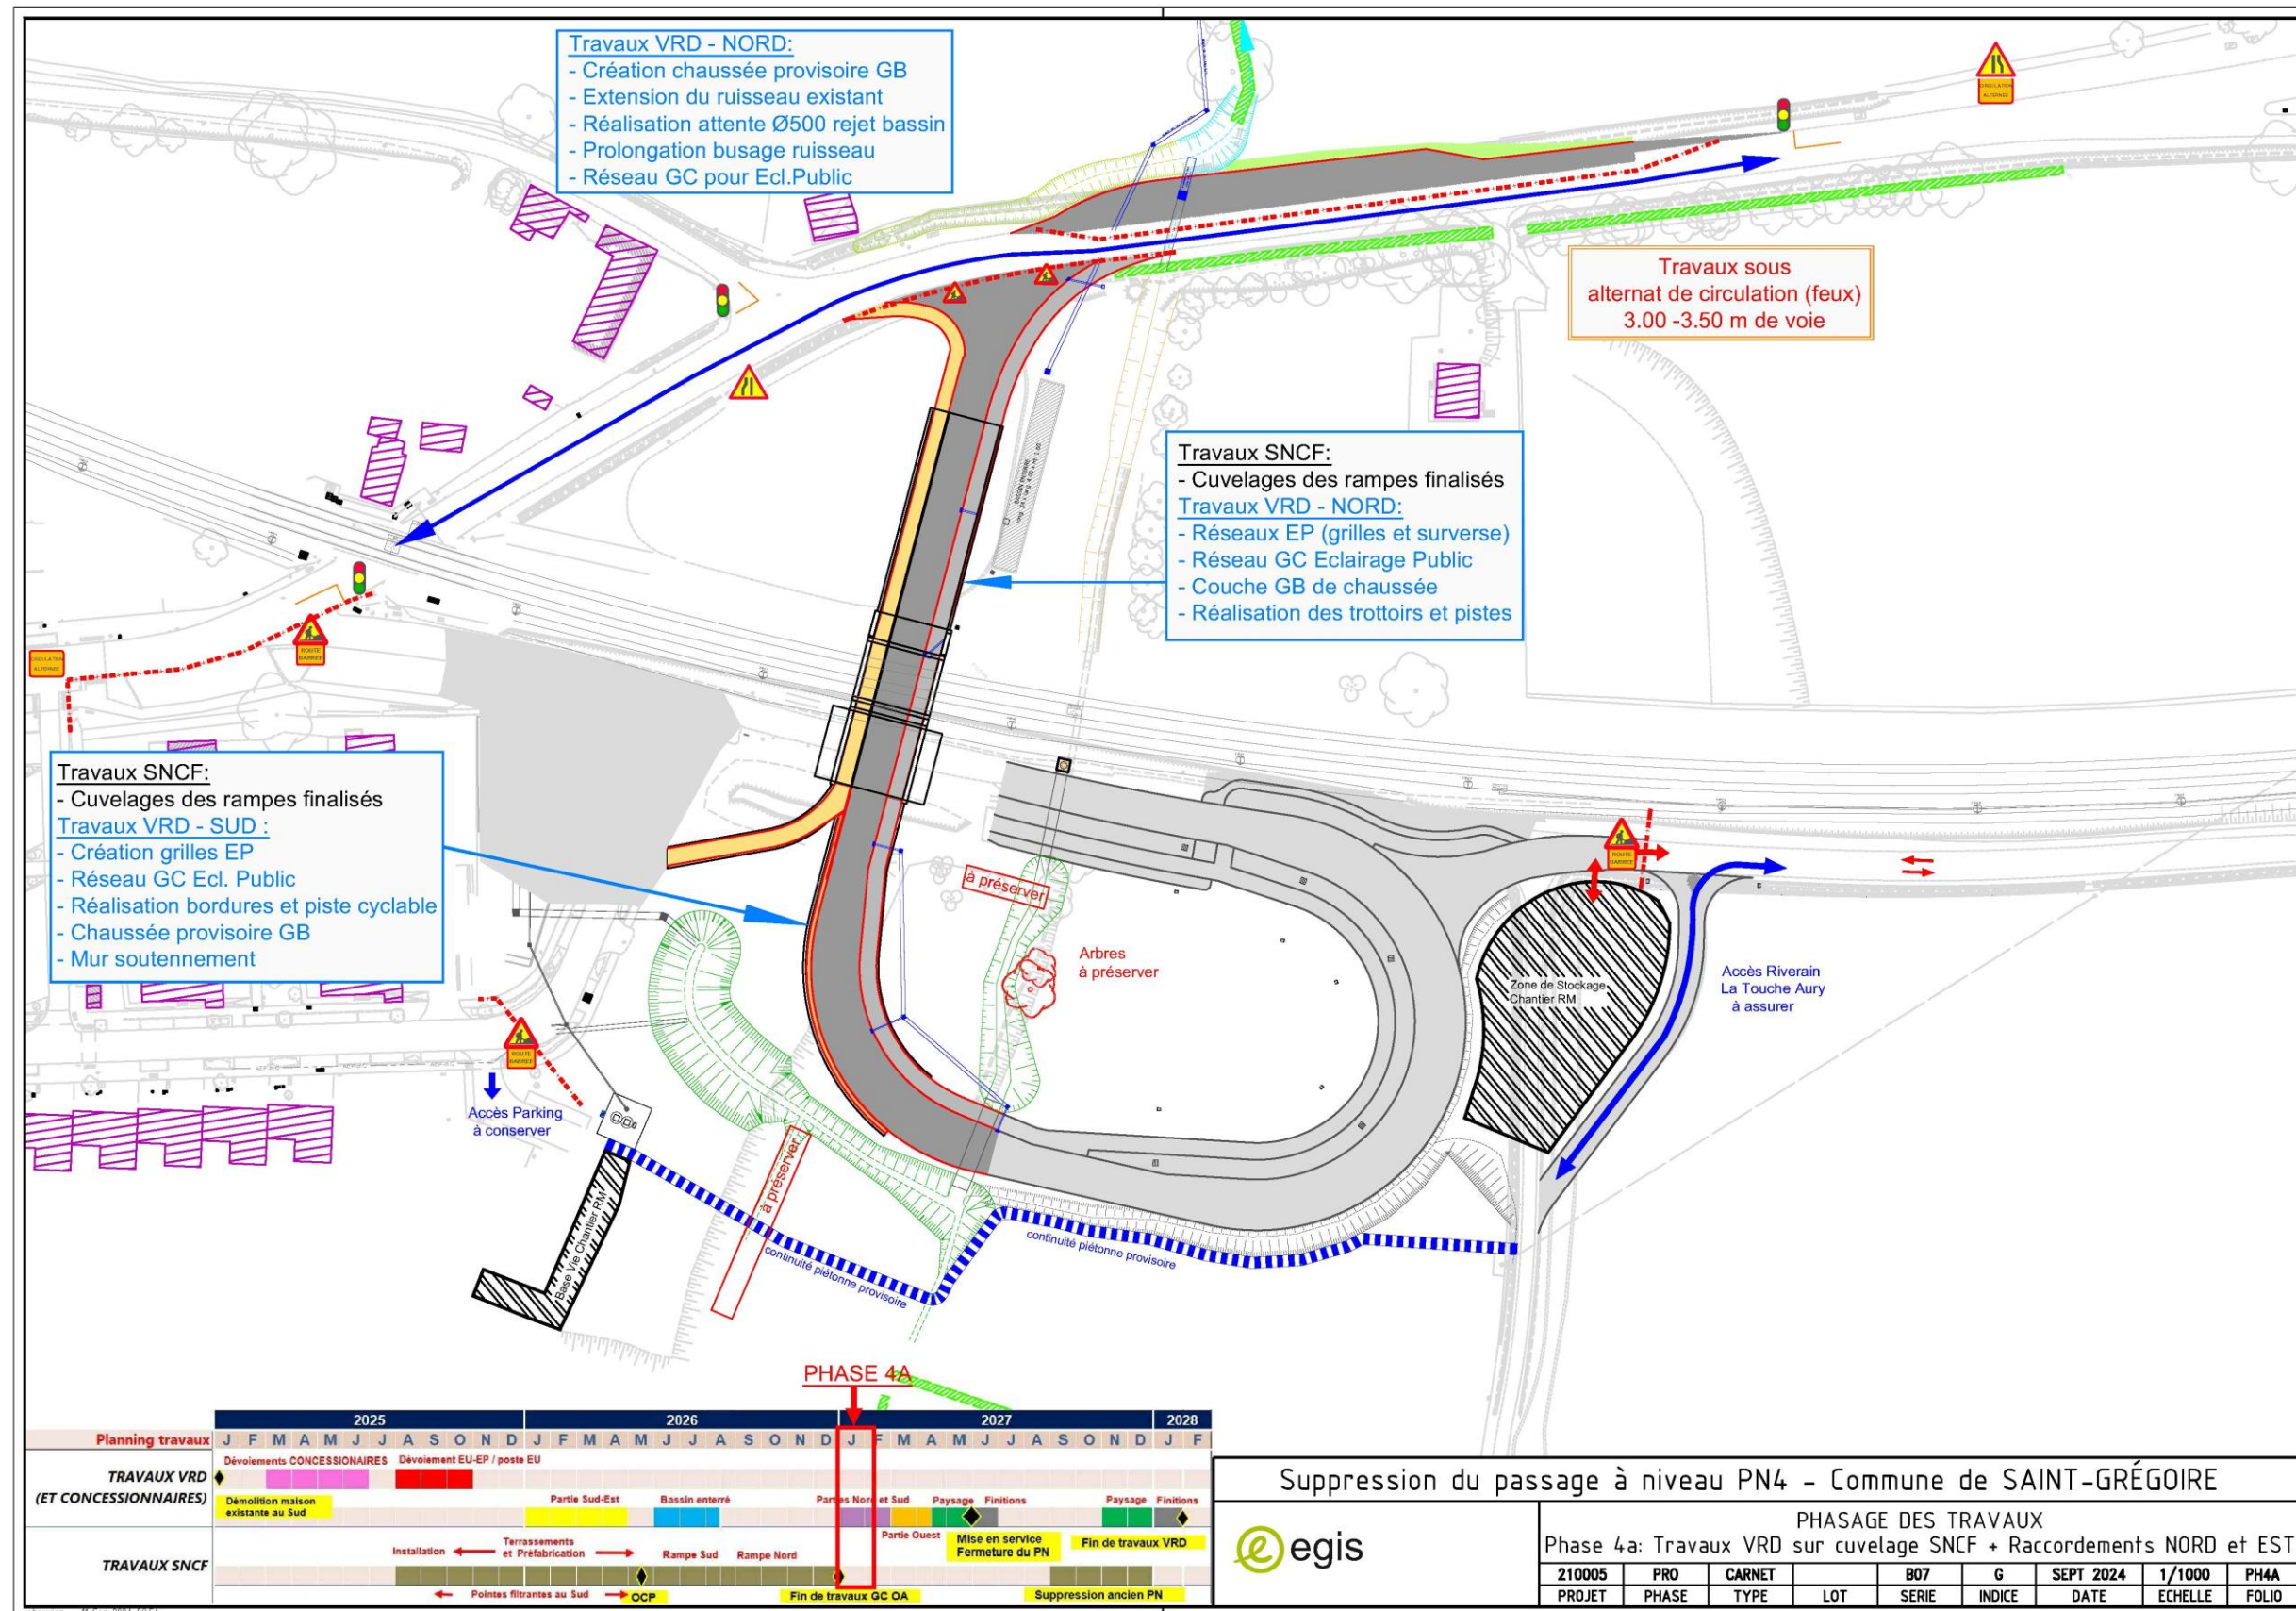 Travaux VRD - NORD:
- Création chaussée provisoire GB
- Extension du ruisseau existant
- Réalisation attente Ø500 rejet bassin
- Prolongation busage ruisseau
- Réseau GC pour Ecl.Public
CIRCULATION
ALTERNEE
Travaux sous
alternat de circulation (feux)
3.00 -3.50 m de voie
Travaux SNCF:
- Cuvelages des rampes finalisés
Travaux VRD - NORD:
- Réseaux EP (grilles et surverse)
- Réseau GC Eclairage Public
- Couche GB de chaussée
- Réalisation des trottoirs et pistes
ROUTE
BARREE
CIRCULATION
ALTERNEE
Travaux SNCF:
- Cuvelages des rampes finalisés
Travaux VRD - SUD :
- Création grilles EP
- Réseau GC Ecl. Public
- Réalisation bordures et piste cyclable
- Chaussée provisoire GB
- Mur soutennement
ROUTE
BARREE
à préserver
Arbres
à préserver
Zone de Stockage
Chantier RM
Accès Riverain
La Touche Aury
à assurer
ROUTE
BARREE
Accès Parking
à conserver
à préserver
Base Vie Chantier RM
continuité piétonne provisoire
continuité piétonne provisoire
PHASE 4A
2025 2026 2027 2028
Planning travaux J F M A M J J A S O N D J F M A M J J A S O N D J F M A M J J A S O N D J F
TRAVAUX VRD
(ET CONCESSIONNAIRES)
Dévoiements CONCESSIONAIRES Dévoiement EU-EP / poste EU
Démolition maison
existante au Sud
Partie Sud-Est Bassin enterré Parties Nord et Sud Paysage Finitions Paysage Finitions
Partie Ouest
Mise en service
Fermeture du PN
Fin de travaux VRD
TRAVAUX SNCF
Installation
Terrassements
et Préfabrication
Rampe Sud Rampe Nord
Pointes filtrantes au Sud OCP Fin de travaux GC OA Suppression ancien PN
Suppression du passage à niveau PN4 - Commune de SAINT-GRÉGOIRE
egis
PHASAGE DES TRAVAUX
Phase 4a: Travaux VRD sur cuvelage SNCF + Raccordements NORD et EST
210005 PRO CARNET B07 G SEPT 2024 1/1000 PH4A
PROJET PHASE TYPE LOT SERIE INDICE DATE ECHELLE FOLIO